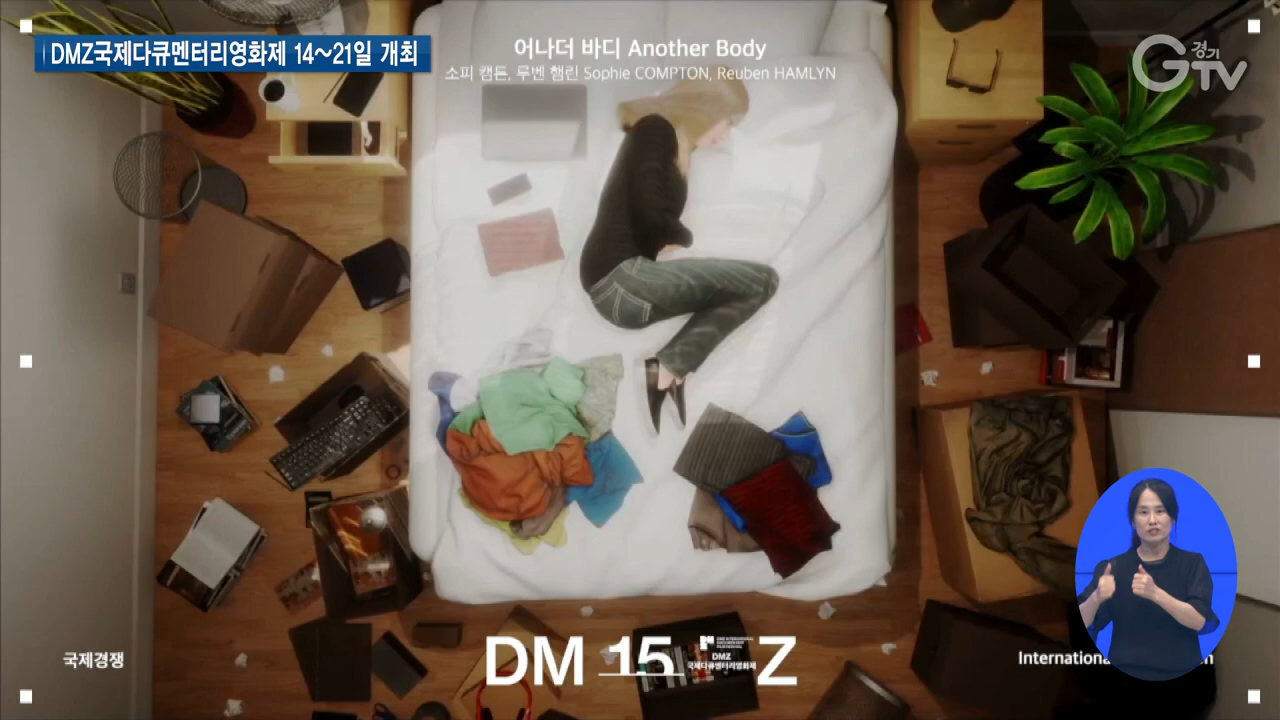 DMZ국제다큐멘터리영화제 14~21일 개최
어나더 바디 Another Body
소피 캠튼, 루벤 햄린 Sophie COMPTON, Reuben HAMLYN
경기
GTV
국제경쟁
DM 15 Z
DMZ
국제다큐멘터리영화제
Internationa